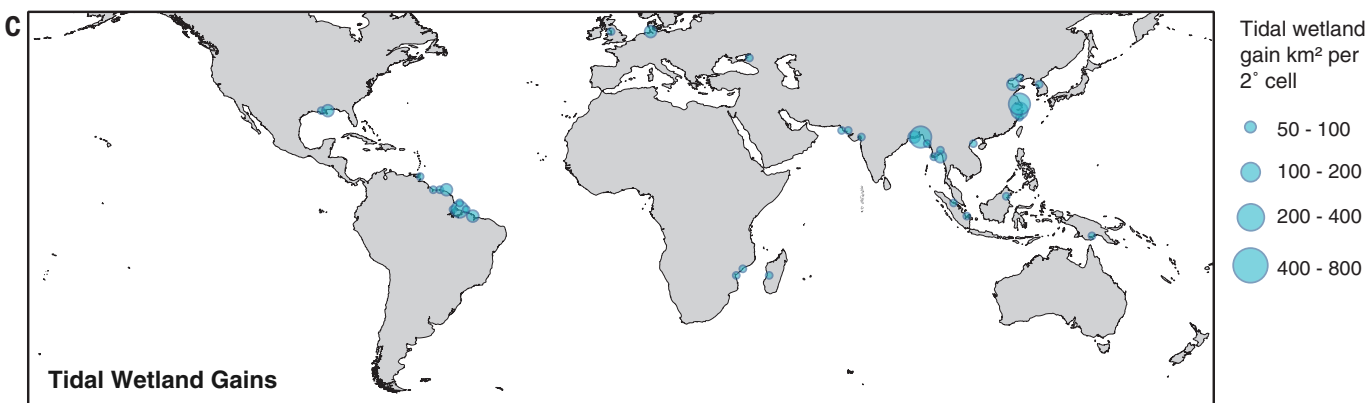 C
Tidal Wetland Gains
Tidal wetland
gain km² per
2˚ cell
50 - 100
100 - 200
200 - 400
400 - 800